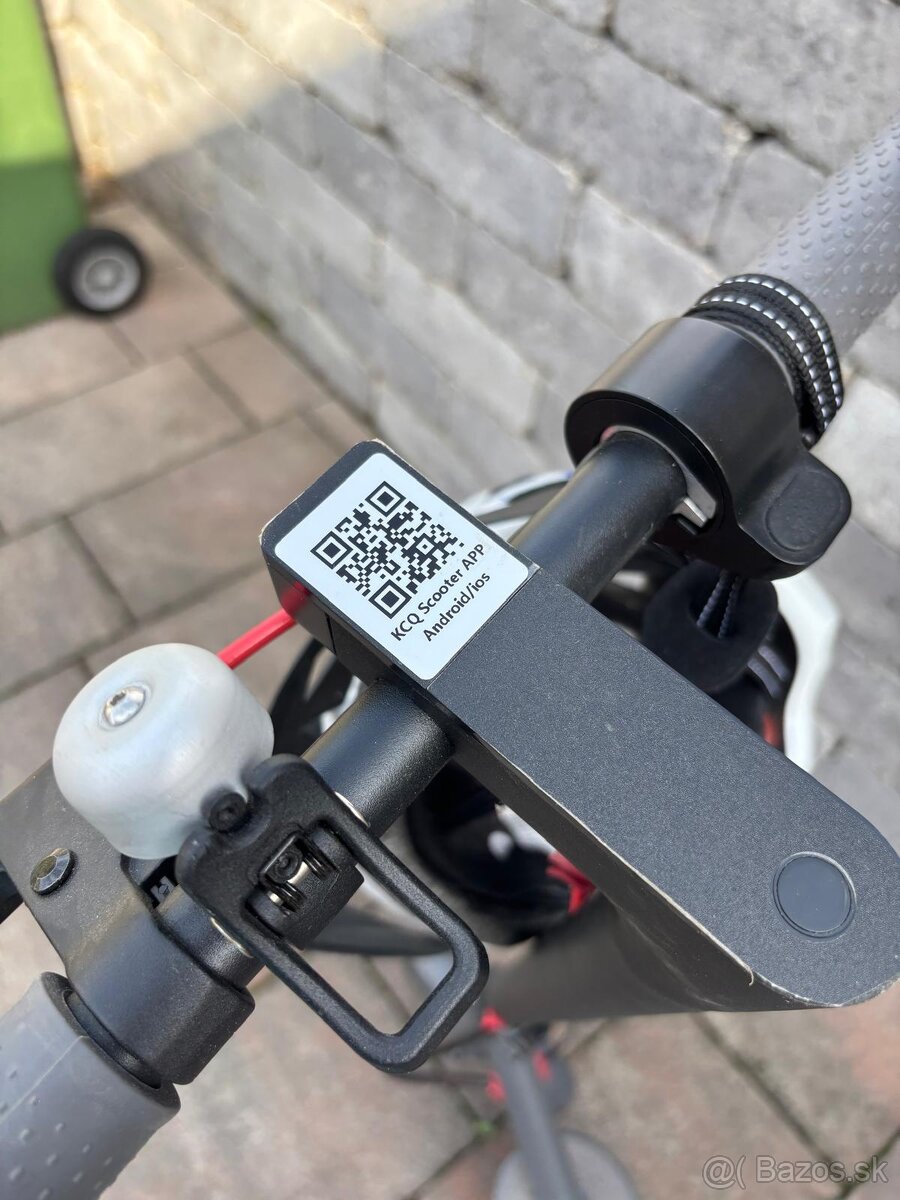 KCQ Scooter APP
Android/ios
@( Bazos.sk